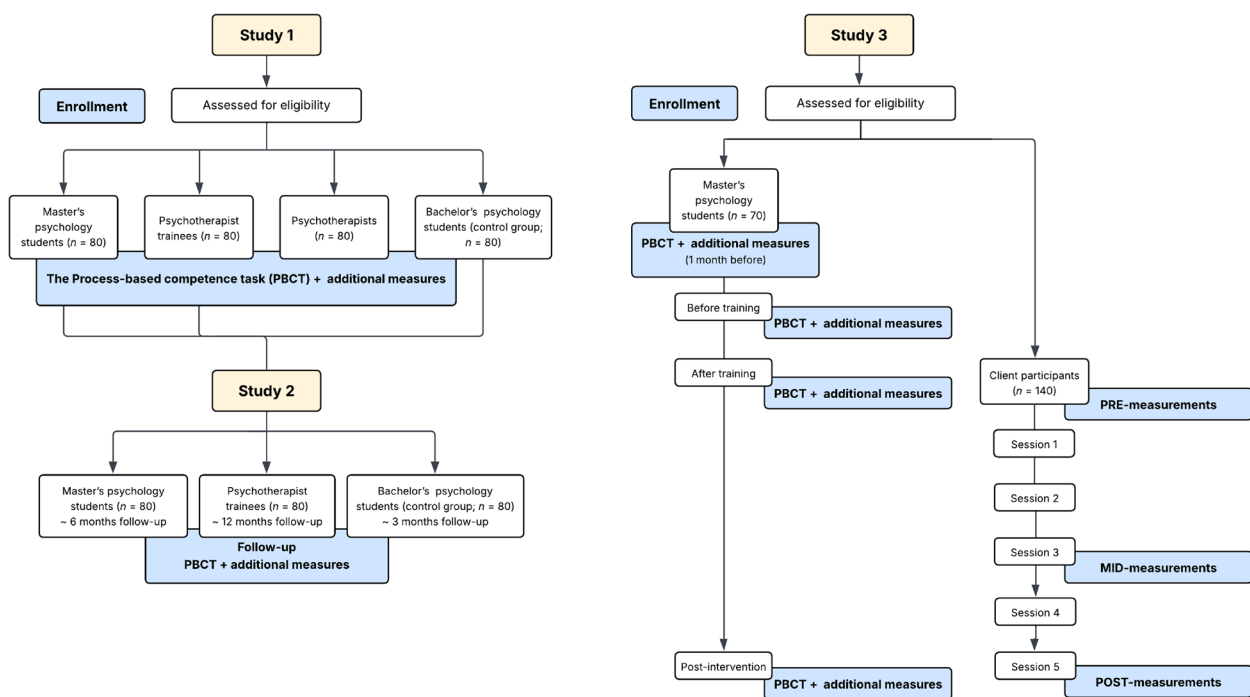 Study 1
Enrollment
Assessed for eligibility
Master's
psychology
students (n = 80)
Psychotherapist
trainees (n = 80)
Psychotherapists
(n = 80)
Bachelor's psychology
students (control group;
n = 80)
The Process-based competence task (PBCT) + additional measures
Study 2
Master's psychology
students (n = 80)
~ 6 months follow-up
Psychotherapist
trainees (n = 80)
~ 12 months follow-up
Bachelor's psychology
students (control group; n = 80)
~ 3 months follow-up
Follow-up
PBCT + additional measures
Study 3
Enrollment
Assessed for eligibility
Master's
psychology
students (n = 70)
PBCT + additional measures
(1 month before)
Before training
PBCT + additional measures
After training
PBCT + additional measures
Post-intervention
PBCT + additional measures
Client participants
(n = 140)
PRE-measurements
Session 1
Session 2
Session 3
MID-measurements
Session 4
Session 5
POST-measurements